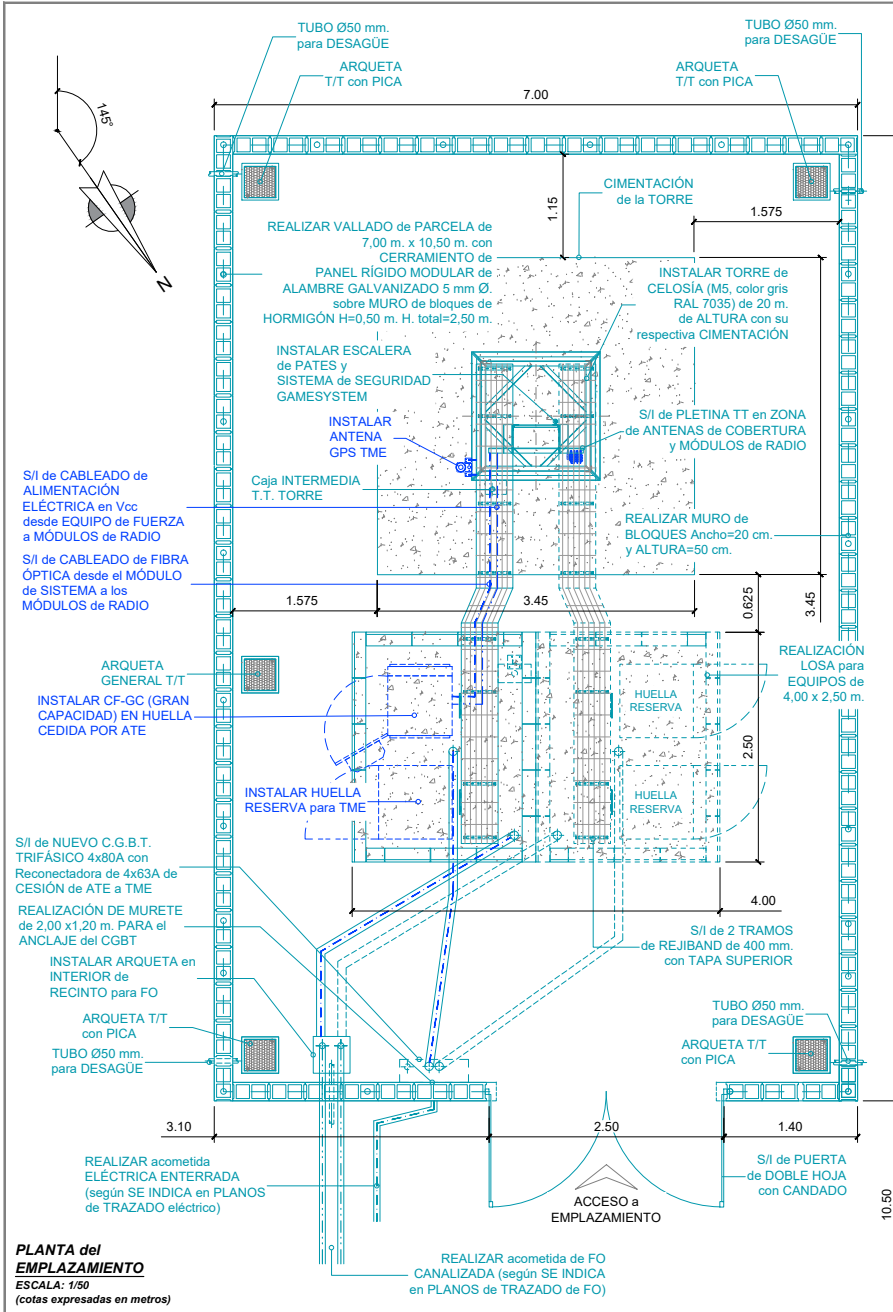 TUBO Ø50 mm.
para DESAGÜE
ARQUETA
T/T con PICA
TUBO Ø50 mm.
para DESAGÜE
ARQUETA
T/T con PICA
7.00
145°
N
CIMENTACIÓN
de la TORRE
1.15
1.575
REALIZAR VALLADO de PARCELA de
7,00 m. x 10,50 m. con
CERRAMIENTO de
PANEL RÍGIDO MODULAR de
ALAMBRE GALVANIZADO 5 mm Ø.
sobre MURO de bloques de
HORMIGÓN H=0,50 m. H. total=2,50 m.
INSTALAR TORRE de
CELOSÍA (M5, color gris
RAL 7035) de 20 m.
de ALTURA con su
respectiva CIMENTACIÓN
INSTALAR ESCALERA
de PATES y
SISTEMA de SEGURIDAD
GAMESYSTEM
S/I de PLETINA TT en ZONA
de ANTENAS de COBERTURA
y MÓDULOS de RADIO
INSTALAR
ANTENA
GPS TME
S/I de CABLEADO de
ALIMENTACIÓN
ELÉCTRICA en Vcc
desde EQUIPO de FUERZA
a MÓDULOS de RADIO
Caja INTERMEDIA
T.T. TORRE
REALIZAR MURO de
BLOQUES Ancho=20 cm.
y ALTURA=50 cm.
S/I de CABLEADO de FIBRA
ÓPTICA desde el MÓDULO
de SISTEMA a los
MÓDULOS de RADIO
1.575
3.45
0.625
3.45
ARQUETA
GENERAL T/T
REALIZACIÓN
LOSA para
EQUIPOS de
4,00 x 2,50 m.
INSTALAR CF-GC (GRAN
CAPACIDAD) EN HUELLA
CEDIDA POR ATE
HUELLA
RESERVA
2.50
INSTALAR HUELLA
RESERVA para TME
HUELLA
RESERVA
S/I de NUEVO C.G.B.T.
TRIFÁSICO 4x80A con
Reconectadora de 4x63A de
CESIÓN de ATE a TME
4.00
REALIZACIÓN DE MURETE
de 2,00 x1,20 m. PARA el
ANCLAJE del CGBT
S/I de 2 TRAMOS
de REJIBAND de 400 mm.
con TAPA SUPERIOR
INSTALAR ARQUETA en
INTERIOR de
RECINTO para FO
ARQUETA T/T
con PICA
TUBO Ø50 mm.
para DESAGÜE
TUBO Ø50 mm.
para DESAGÜE
ARQUETA T/T
con PICA
3.10
2.50
1.40
10.50
REALIZAR acometida
ELÉCTRICA ENTERRADA
(según SE INDICA en PLANOS
de TRAZADO eléctrico)
ACCESO a
EMPLAZAMIENTO
S/I de PUERTA
de DOBLE HOJA
con CANDADO
REALIZAR acometida de FO
CANALIZADA (según SE INDICA
en PLANOS de TRAZADO de FO)
PLANTA del
EMPLAZAMIENTO
ESCALA: 1/50
(cotas expresadas en metros)